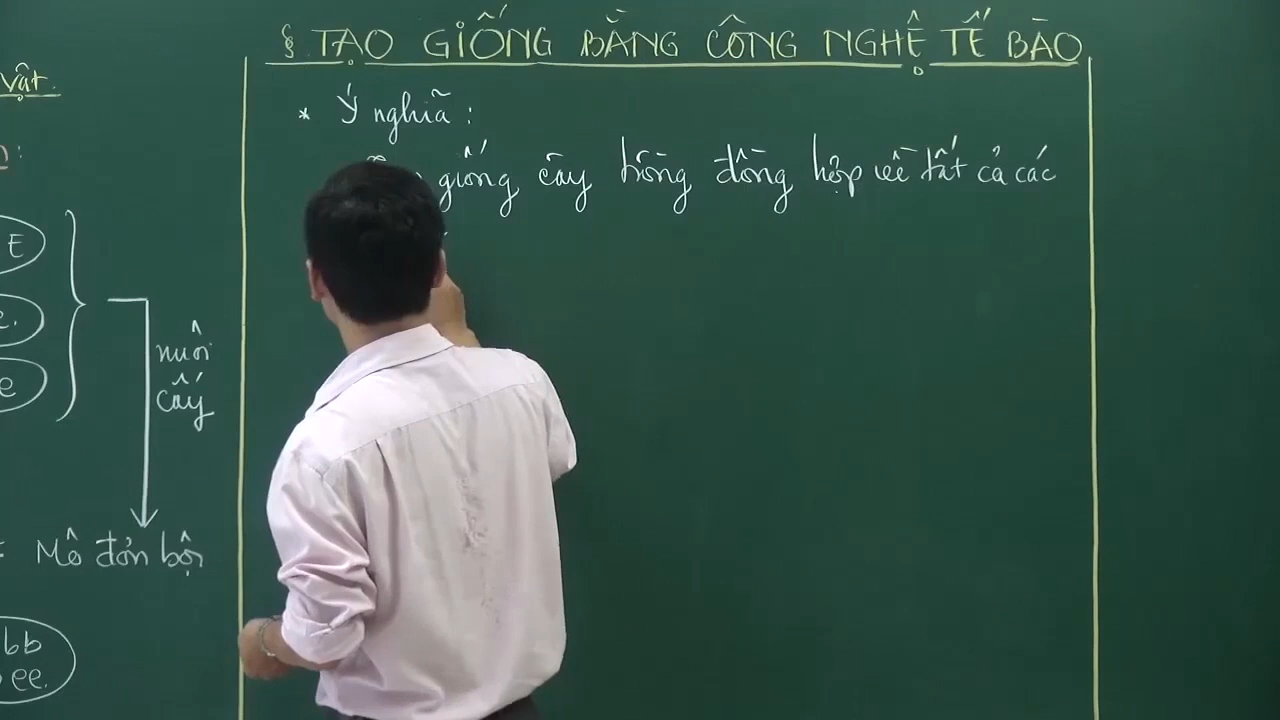 § TẠO GIỐNG BẰNG CÔNG NGHỆ TẾ BÀO
* Ý nghĩa :
giống cây trồng đồng hợp về tất cả các
vật.
E
e.
e
nuôi
cấy
Mô đơn bội
bb
ee.